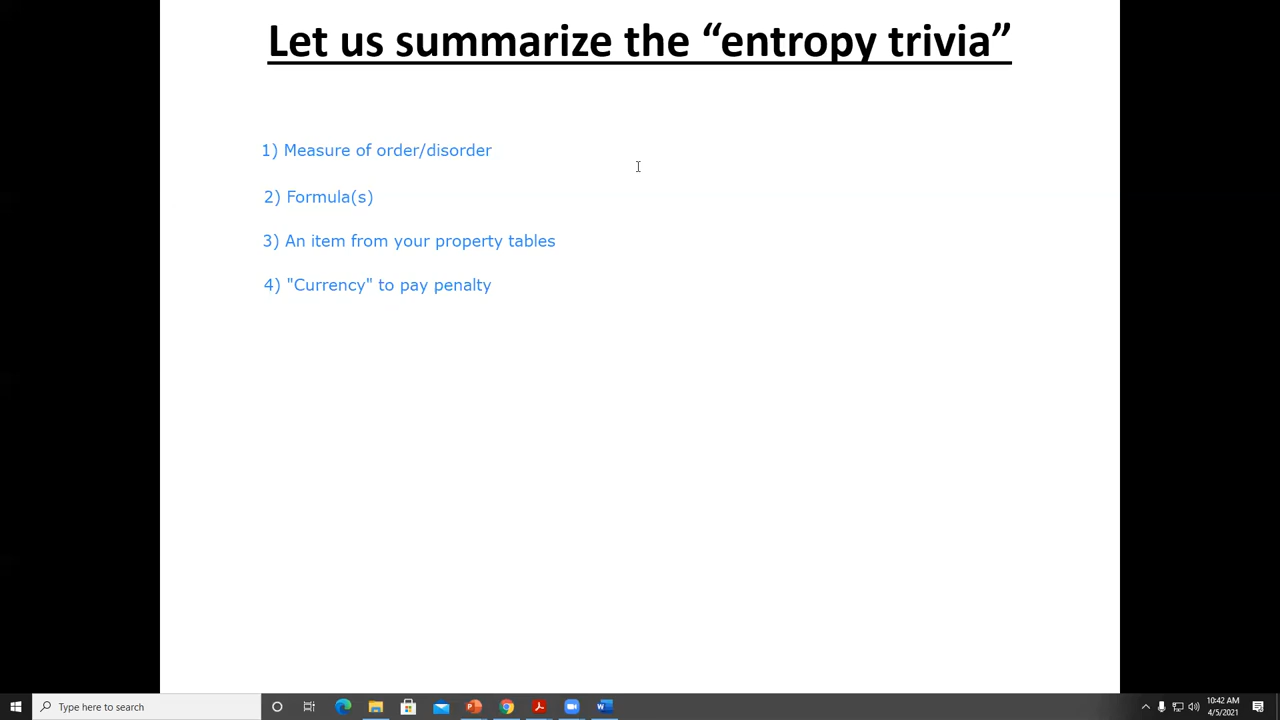 Let us summarize the “entropy trivia”
1) Measure of order/disorder
2) Formula(s)
3) An item from your property tables
4) "Currency" to pay penalty
Type here to search
10:42 AM
4/5/2021